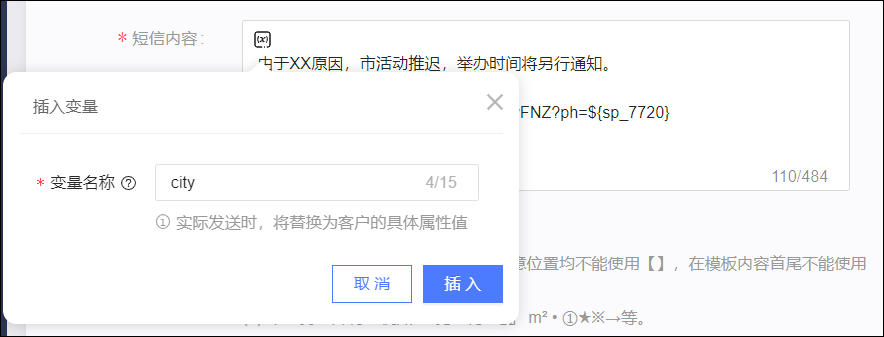 * 短信内容：
{x}
由于XX原因，市活动推迟，举办时间将另行通知。
插入变量
FNZ?ph=${sp_7720}
110/484
* 变量名称 ?
city
4/15
① 实际发送时，将替换为客户的具体属性值
位置均不能使用【】，在模板内容首尾不能使用
取消
插入
m²•①★※→等。